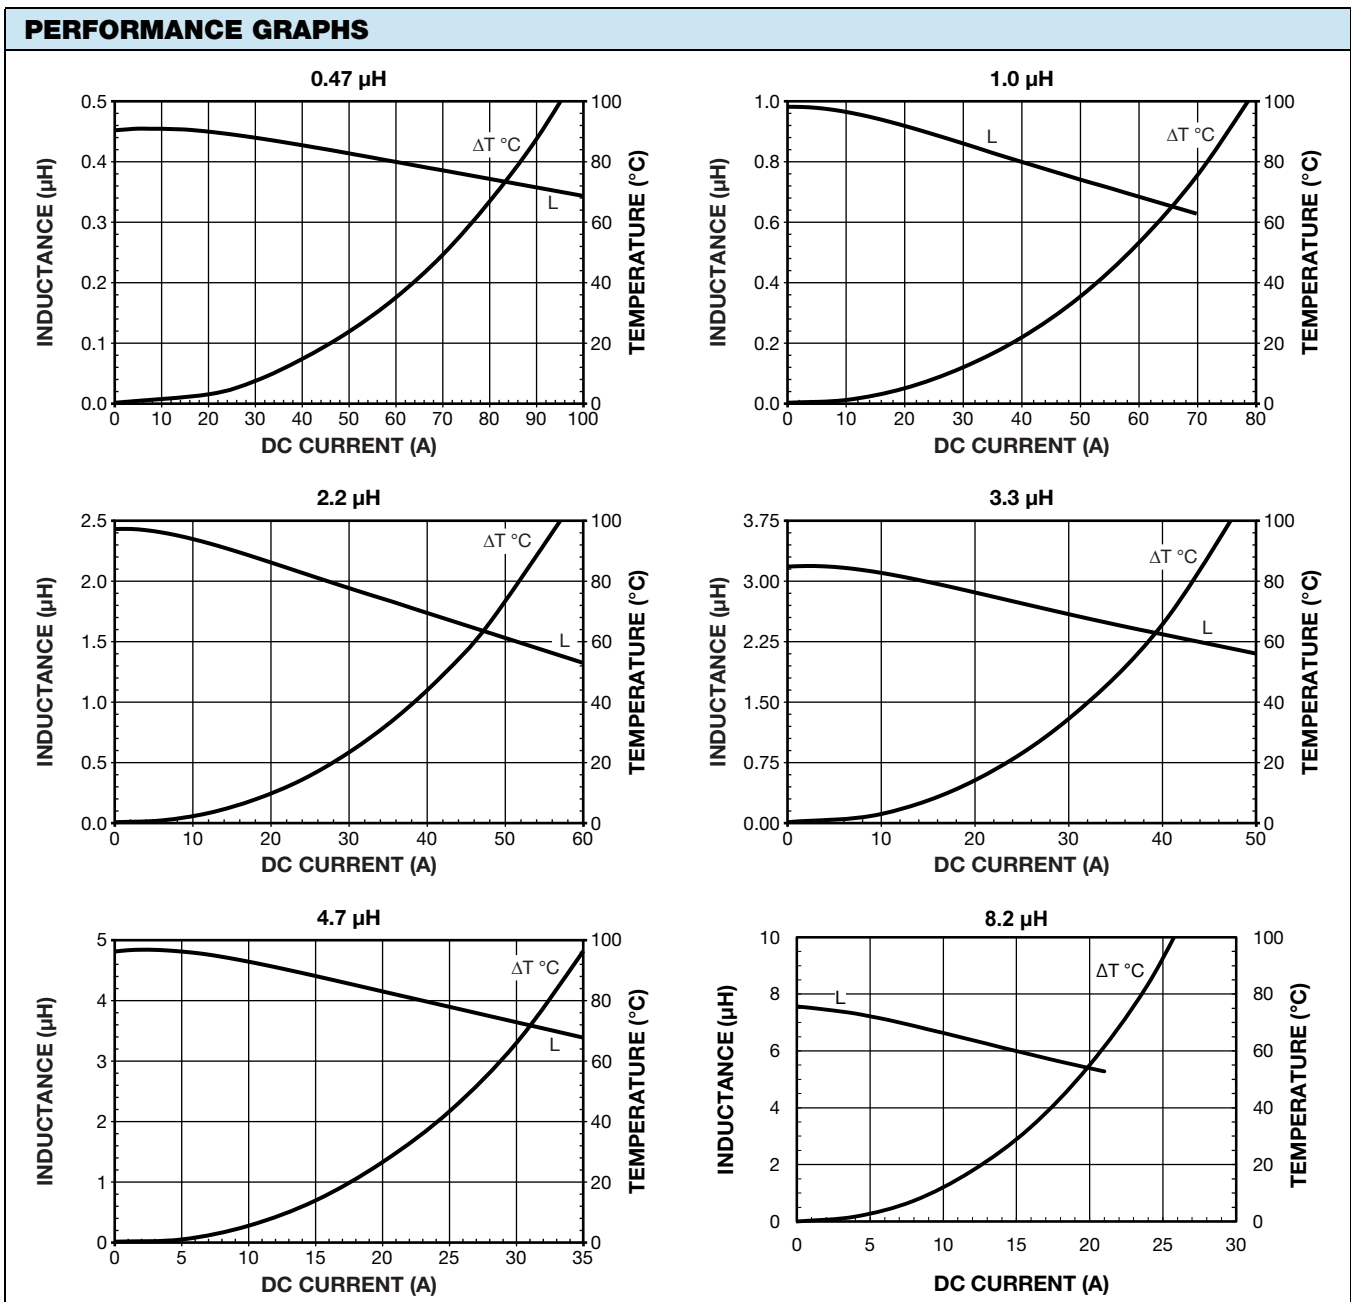 PERFORMANCE GRAPHS
0.47 µH
INDUCTANCE (µH)
0.5
0.4
0.3
0.2
0.1
0.0
ΔT °C
L
100
80
60
40
20
0
TEMPERATURE (°C)
0 10 20 30 40 50 60 70 80 90 100
DC CURRENT (A)
1.0 µH
INDUCTANCE (µH)
1.0
0.8
0.6
0.4
0.2
0.0
L
ΔT °C
100
80
60
40
20
0
TEMPERATURE (°C)
0 10 20 30 40 50 60 70 80
DC CURRENT (A)
2.2 µH
INDUCTANCE (µH)
2.5
2.0
1.5
1.0
0.5
0.0
ΔT °C
L
100
80
60
40
20
0
TEMPERATURE (°C)
0 10 20 30 40 50 60
DC CURRENT (A)
3.3 µH
INDUCTANCE (µH)
3.75
3.00
2.25
1.50
0.75
0.00
ΔT °C
L
100
80
60
40
20
0
TEMPERATURE (°C)
0 10 20 30 40 50
DC CURRENT (A)
4.7 µH
INDUCTANCE (µH)
5
4
3
2
1
0
ΔT °C
L
100
80
60
40
20
0
TEMPERATURE (°C)
0 5 10 15 20 25 30 35
DC CURRENT (A)
8.2 µH
INDUCTANCE (µH)
10
8
6
4
2
0
L
ΔT °C
100
80
60
40
20
0
TEMPERATURE (°C)
0 5 10 15 20 25 30
DC CURRENT (A)